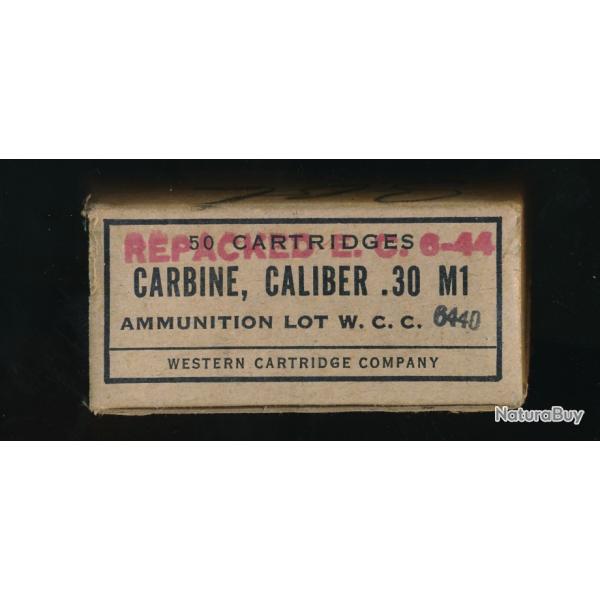 50 CARTRIDGES
REPACKED E. C. 6-44
CARBINE, CALIBER .30 M1
AMMUNITION LOT W. C. C. 6440
WESTERN CARTRIDGE COMPANY
NaturaBuy